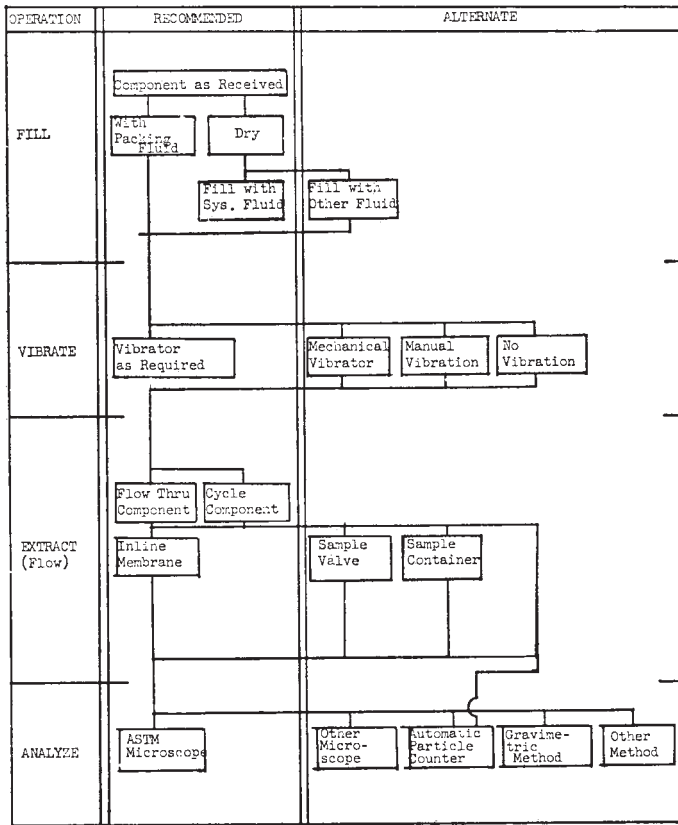 OPERATION RECOMMENDED ALTERNATE
Component as Received
FILL
With
Packing
Fluid
Dry
Fill with
Sys. Fluid
Fill with
Other Fluid
VIBRATE
Vibrator
as Required
Mechanical
Vibrator
Manual
Vibration
No
Vibration
Flow Thru
Component
Cycle
Component
EXTRACT
(Flow)
Inline
Membrane
Sample
Valve
Sample
Container
ANALYZE
ASTM
Microscope
Other
Micro-
scope
Automatic
Particle
Counter
Gravime-
tric
Method
Other
Method